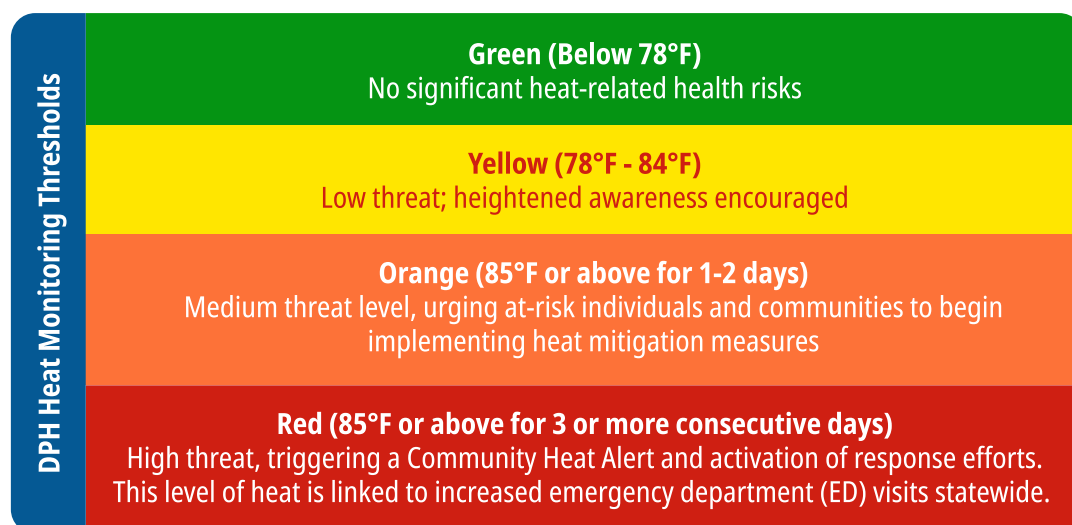 DPH Heat Monitoring Thresholds
Green (Below 78°F)
No significant heat-related health risks
Yellow (78°F - 84°F)
Low threat; heightened awareness encouraged
Orange (85°F or above for 1-2 days)
Medium threat level, urging at-risk individuals and communities to begin
implementing heat mitigation measures
Red (85°F or above for 3 or more consecutive days)
High threat, triggering a Community Heat Alert and activation of response efforts.
This level of heat is linked to increased emergency department (ED) visits statewide.